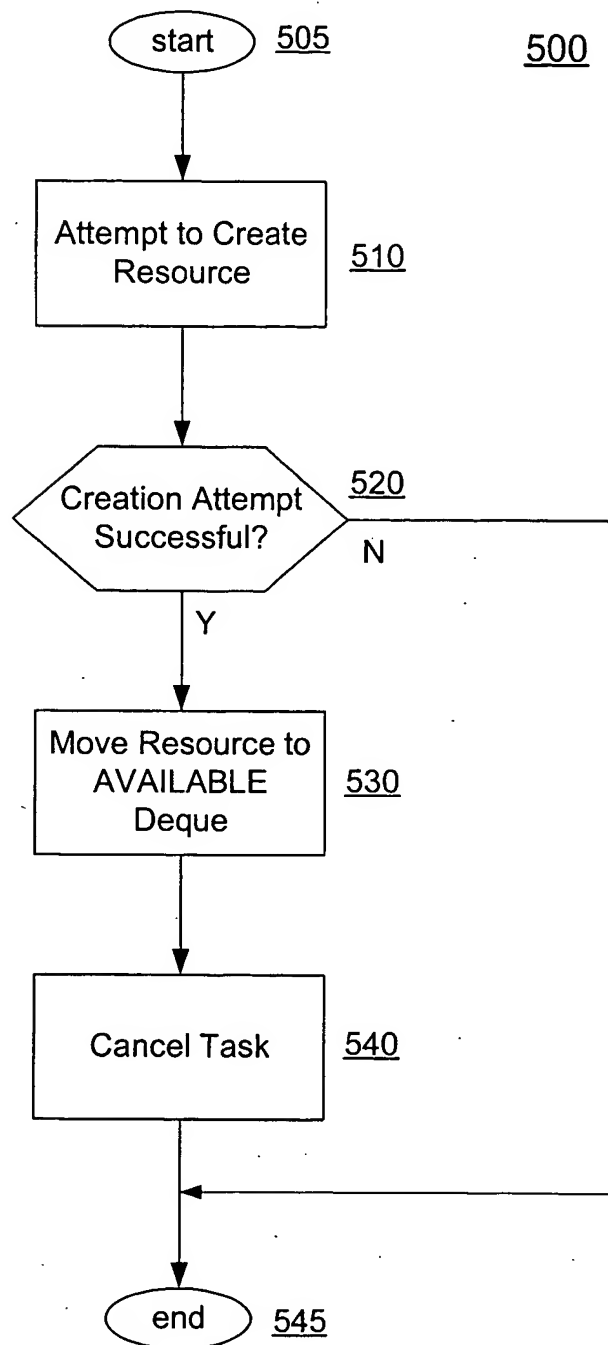 start 505
500
Attempt to Create
Resource
510
Creation Attempt
Successful?
520
N
Y
Move Resource to
AVAILABLE
Deque
530
Cancel Task 540
end 545